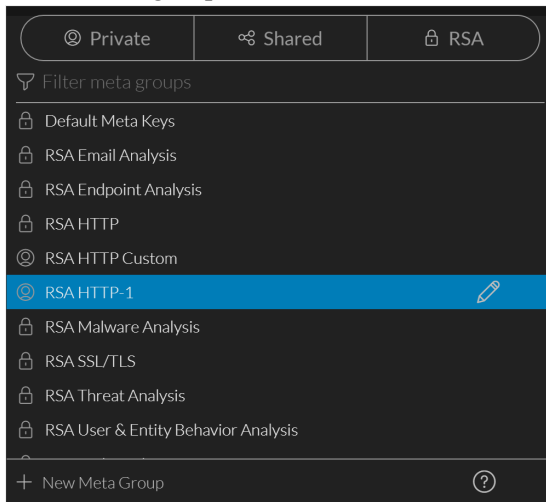 Private Shared RSA
Filter meta groups
Default Meta Keys
RSA Email Analysis
RSA Endpoint Analysis
RSA HTTP
RSA HTTP Custom
RSA HTTP-1
RSA Malware Analysis
RSA SSL/TLS
RSA Threat Analysis
RSA User & Entity Behavior Analysis
+ New Meta Group ?